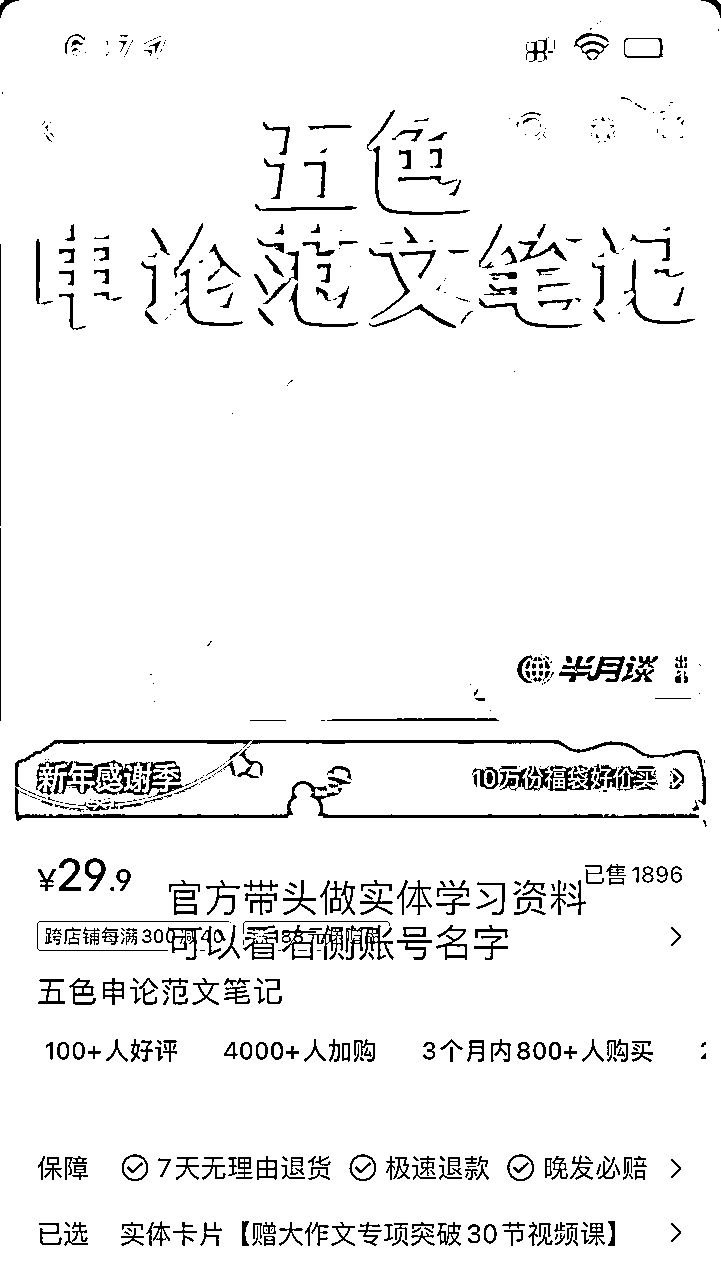 五色
申论范文笔记
半月谈
新年感谢季
10万份福袋好价买
¥29.9
已售1896
官方带头做实体学习资料
可以看右侧账号名字
跨店铺每满300减40
五色申论范文笔记
100+人好评 4000+人加购 3个月内800+人购买
保障 7天无理由退货 极速退款 晚发必赔
已选 实体卡片【赠大作文专项突破30节视频课】